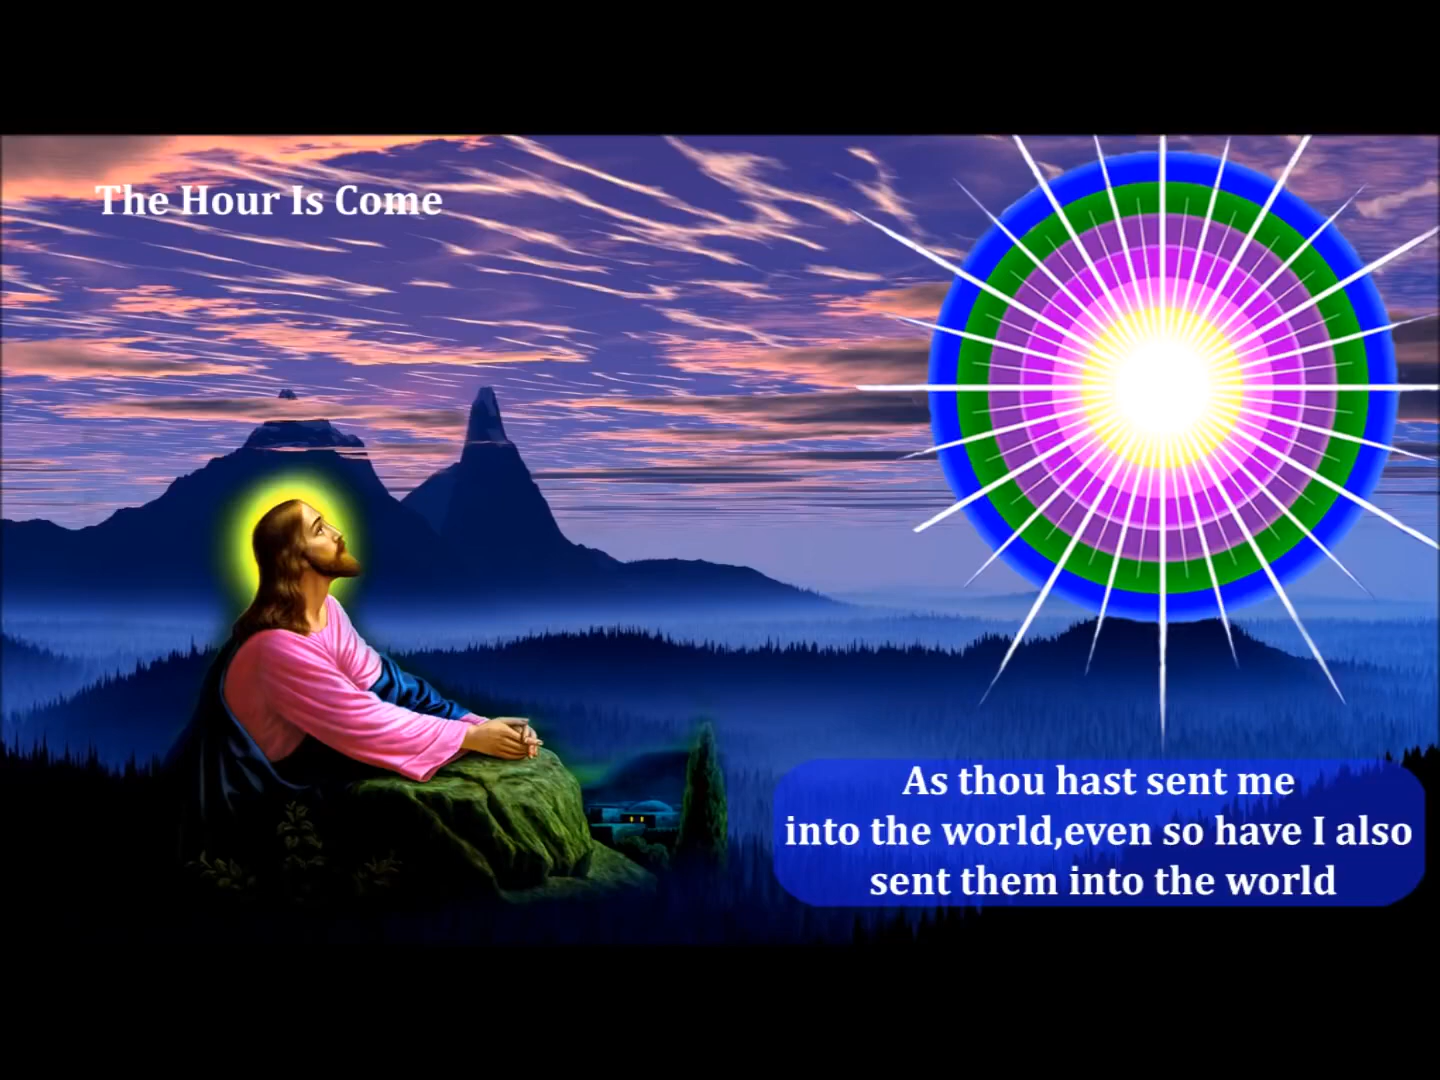 The Hour Is Come
As thou hast sent me
into the world,even so have I also
sent them into the world